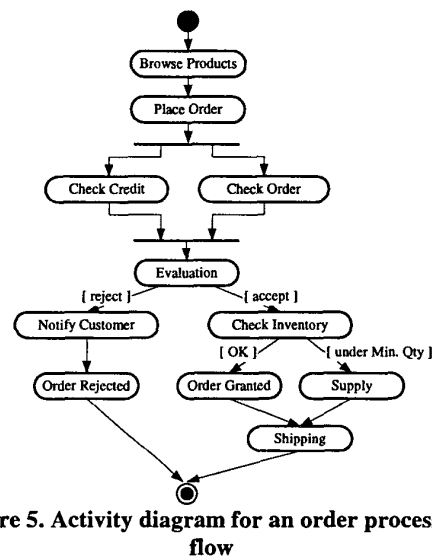 Browse Products
Place Order
Check Credit
Check Order
Evaluation
[ reject ]
[ accept ]
Notify Customer
Check Inventory
[ OK ]
[ under Min. Qty ]
Order Rejected
Order Granted
Supply
Shipping
re 5. Activity diagram for an order proces
flow